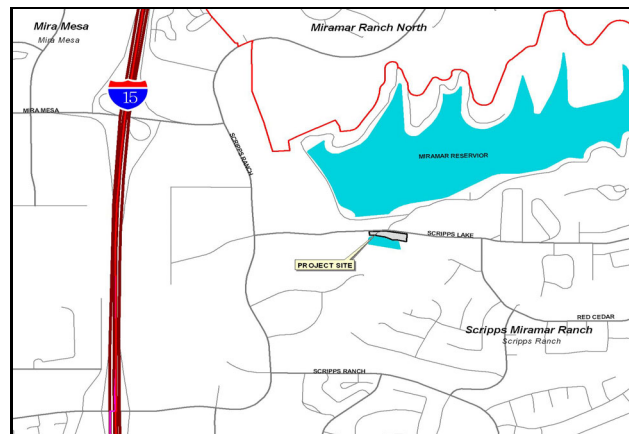 Mira Mesa
Mira Mesa
Miramar Ranch North
15
MIRA MESA
SCRIPPS RANCH
MIRAMAR RESERVIOR
SCRIPPS LAKE
PROJECT SITE
RED CEDAR
Scripps Miramar Ranch
Scripps Ranch
SCRIPPS RANCH